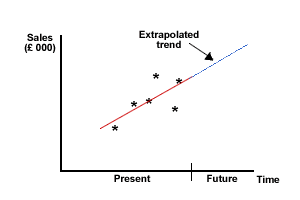 Extrapolated
trend
Sales
(£ 000)
Present
Future
Time